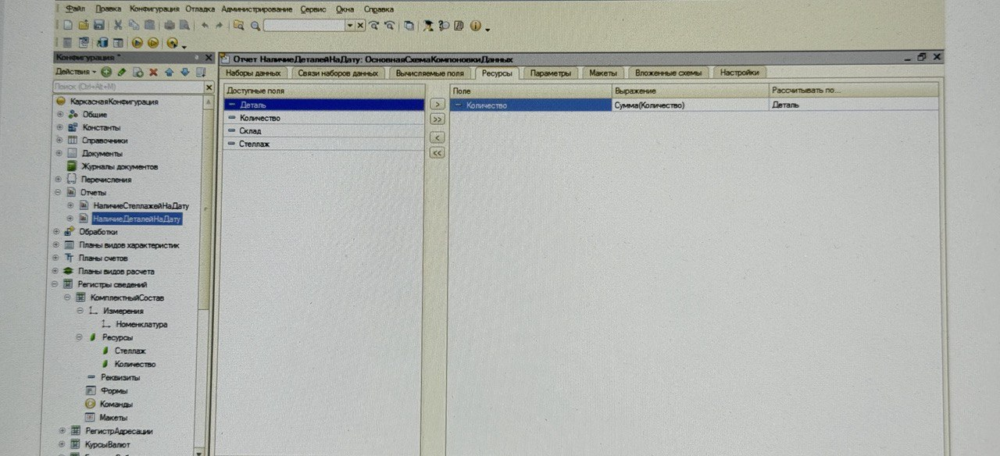 Файл Правка Конфигурация Отладка Администрирование Сервис Окна Справка
Конфигурация *
Действия
Поиск (Ctrl+Alt+M)
КаркаснаяКонфигурация
Общие
Константы
Справочники
Документы
Журналы документов
Перечисления
Отчеты
НаличиеСтеллажейНаДату
НаличиеДеталейНаДату
Обработки
Планы видов характеристик
Планы счетов
Планы видов расчета
Регистры сведений
КомплектныйСостав
Измерения
Номенклатура
Ресурсы
Стеллаж
Количество
Реквизиты
Формы
Команды
Макеты
РегистрАдресации
КурсыВалют
Отчет НаличиеДеталейНаДату: ОсновнаяСхемаКомпоновкиДанных
Наборы данных Связи наборов данных Вычисляемые поля Ресурсы Параметры Макеты Вложенные схемы Настройки
Доступные поля
Деталь
Количество
Склад
Стеллаж
>
>>
<
<<
Поле Выражение Рассчитывать по...
Количество Сумма(Количество) Деталь